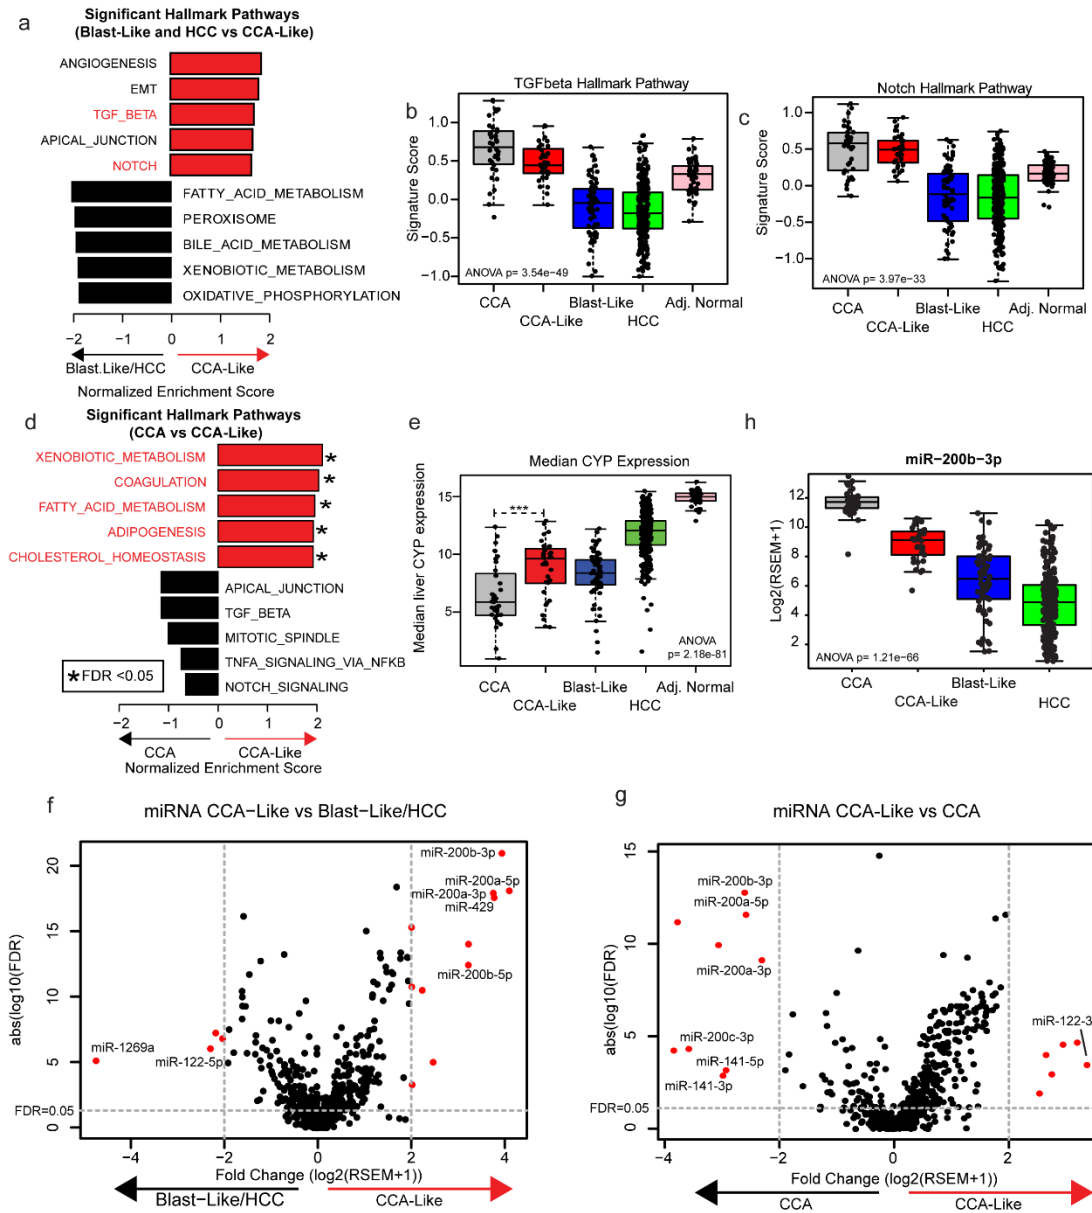 a
Significant Hallmark Pathways
(Blast-Like and HCC vs CCA-Like)
ANGIOGENESIS
EMT
TGF_BETA
APICAL_JUNCTION
NOTCH
FATTY_ACID_METABOLISM
PEROXISOME
BILE_ACID_METABOLISM
XENOBIOTIC_METABOLISM
OXIDATIVE_PHOSPHORYLATION
−2 −1 0 1 2
Blast.Like/HCC CCA-Like
Normalized Enrichment Score
b
TGFbeta Hallmark Pathway
Signature Score
1.0
0.5
0.0
−0.5
−1.0
ANOVA p= 3.54e−49
CCA Blast-Like Adj. Normal
CCA-Like HCC
c
Notch Hallmark Pathway
Signature Score
1.0
0.5
0.0
−0.5
−1.0
ANOVA p= 3.97e−33
CCA Blast-Like Adj. Normal
CCA-Like HCC
d
Significant Hallmark Pathways
(CCA vs CCA-Like)
XENOBIOTIC_METABOLISM *
COAGULATION *
FATTY_ACID_METABOLISM *
ADIPOGENESIS *
CHOLESTEROL_HOMEOSTASIS *
APICAL_JUNCTION
TGF_BETA
MITOTIC_SPINDLE
TNFA_SIGNALING_VIA_NFKB
NOTCH_SIGNALING
* FDR <0.05
−2 −1 0 1 2
CCA CCA-Like
Normalized Enrichment Score
e
Median CYP Expression
Median liver CYP expression
15
10
5
***
ANOVA
p= 2.18e-81
CCA Blast-Like Adj. Normal
CCA-Like HCC
h
miR−200b−3p
Log2(RSEM+1)
12
10
8
6
4
2
ANOVA p= 1.21e−66
CCA Blast-Like
CCA-Like HCC
f
miRNA CCA−Like vs Blast−Like/HCC
abs(log10(FDR)
20
15
10
5
FDR=0.05
0
miR-200b-3p
miR-200a-5p
miR-200a-3p
miR-429
miR-200b-5p
miR-1269a
miR-122-5p
−4 −2 0 2 4
Fold Change (log2(RSEM+1))
Blast−Like/HCC CCA-Like
g
miRNA CCA-Like vs CCA
abs(log10(FDR)
15
10
5
FDR=0.05
0
miR-200b-3p
miR-200a-5p
miR-200a-3p
miR-200c-3p
miR-141-5p
miR-141-3p
miR-122-3
−4 −2 0 2
Fold Change (log2(RSEM+1))
CCA CCA-Like